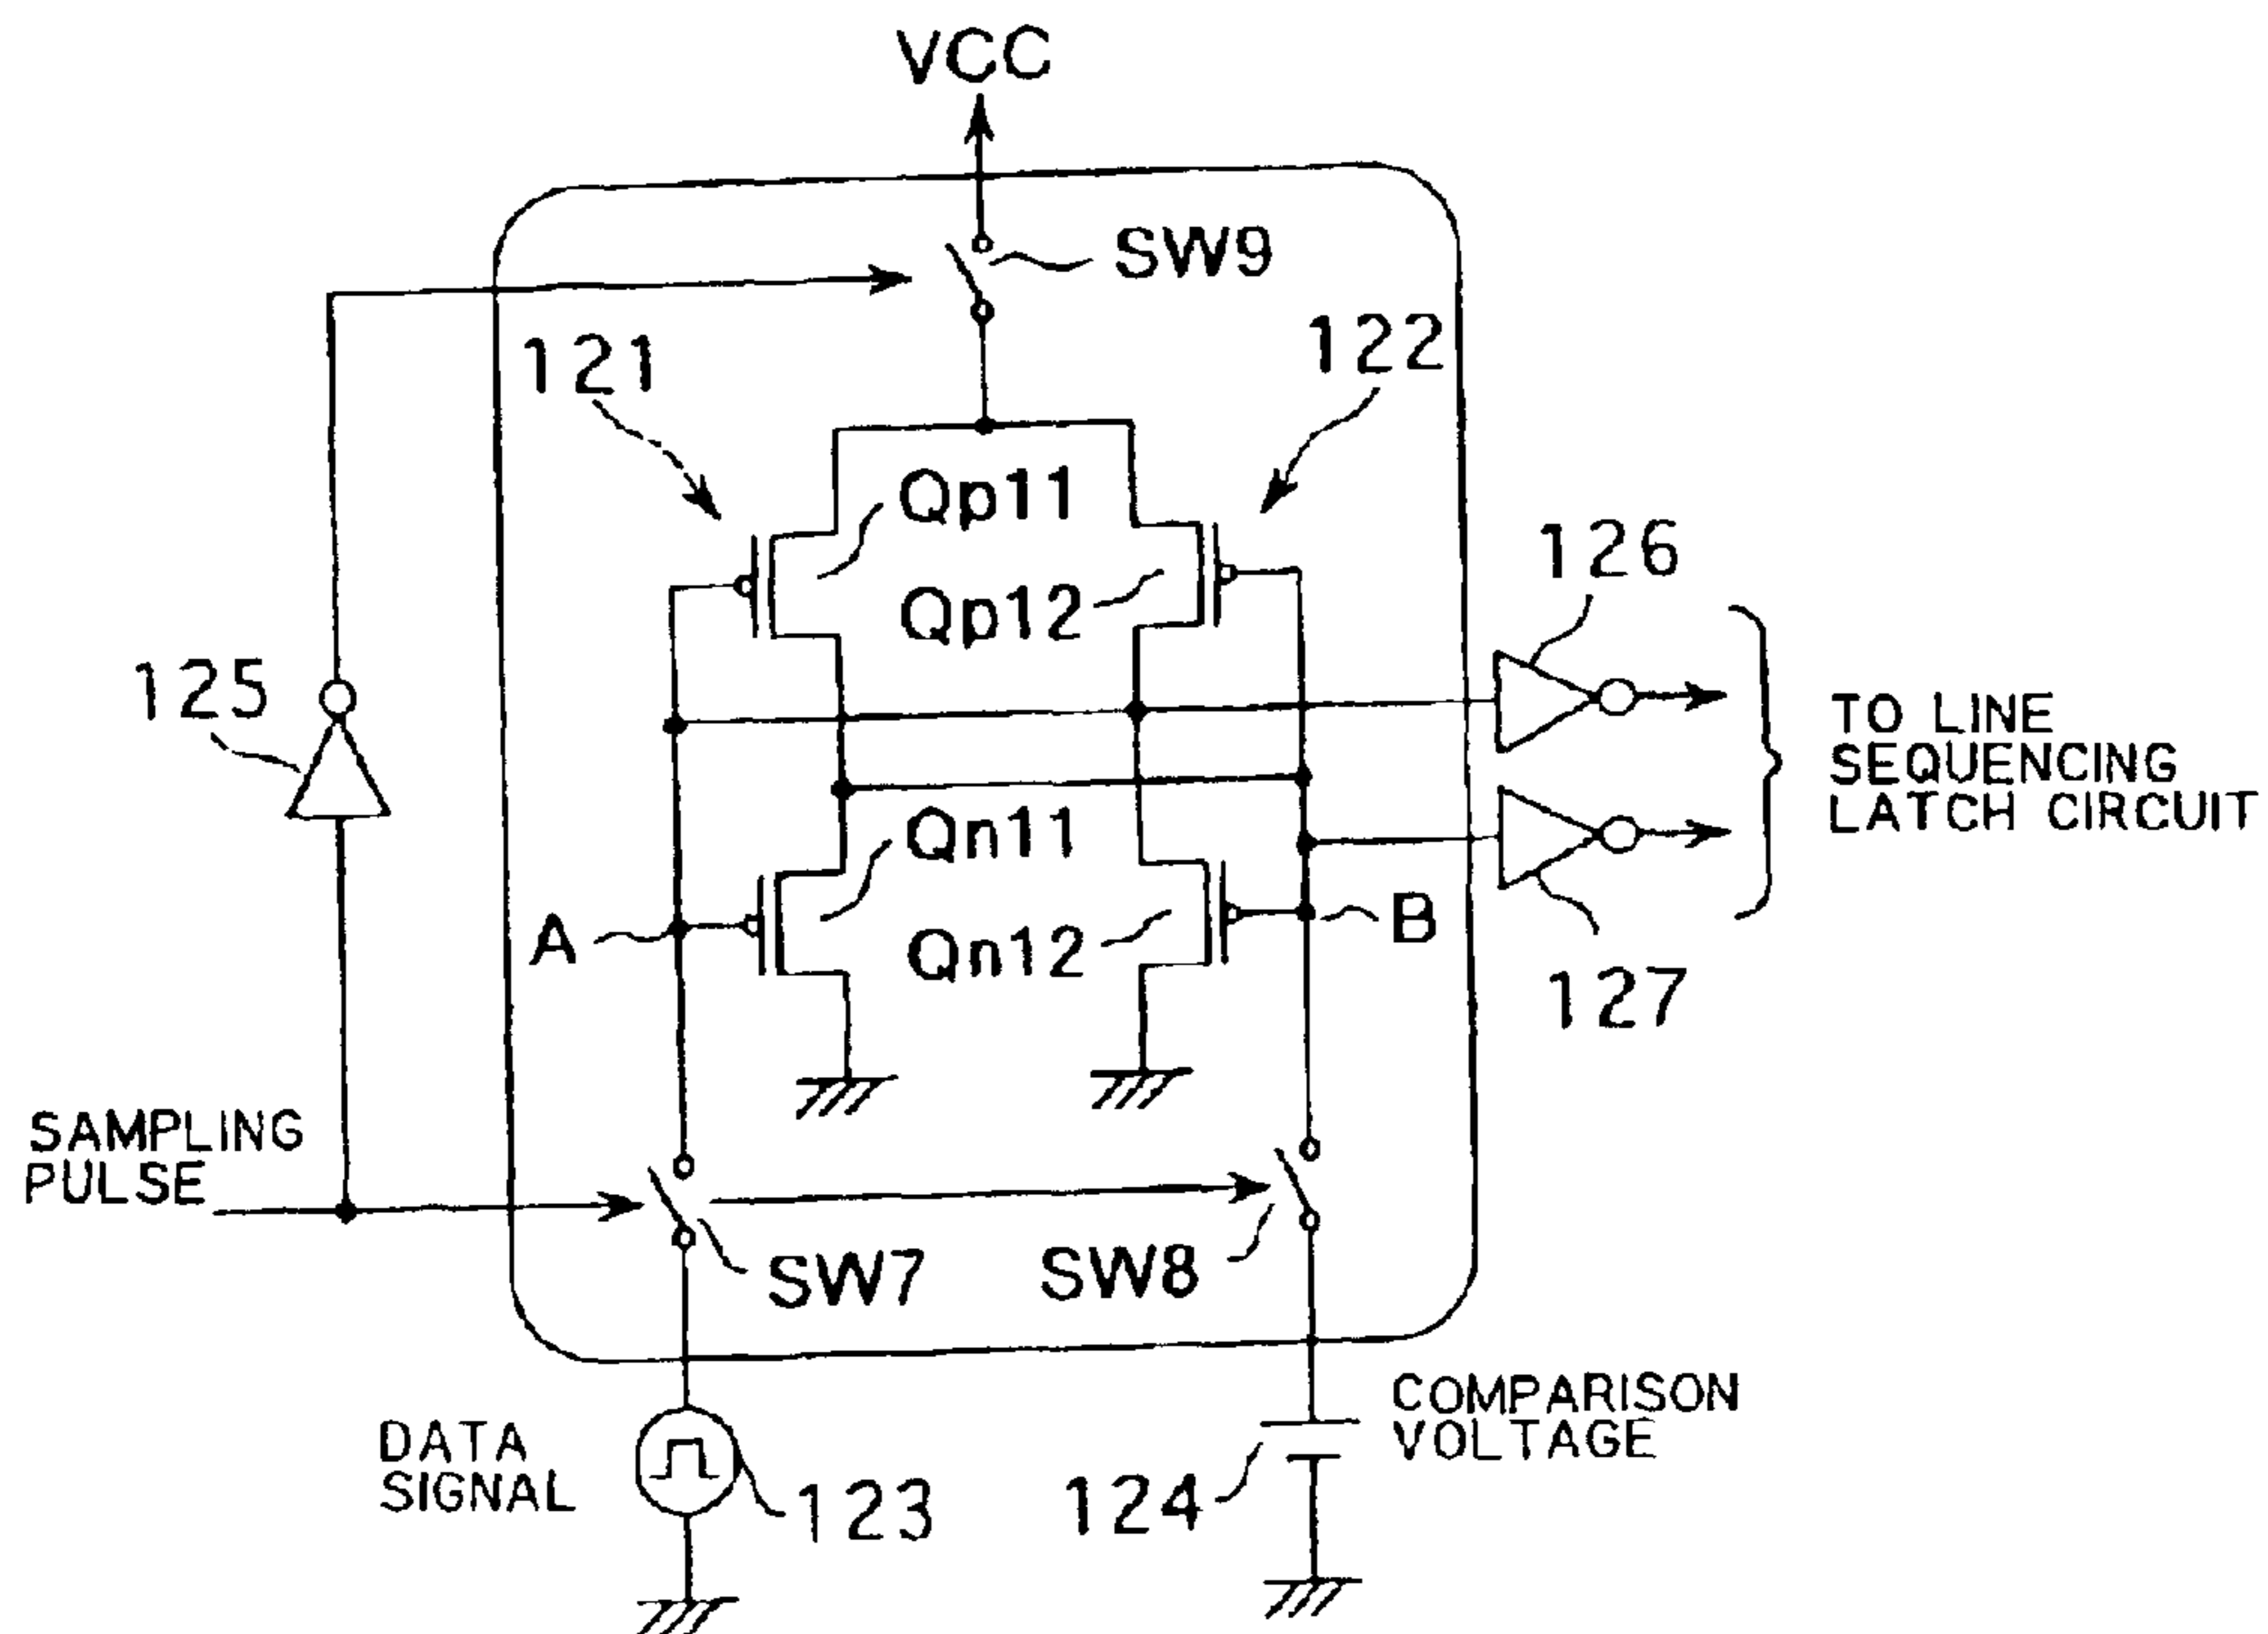 VCC
SW9
121
122
Qp11
126
Qp12
125
TO LINE
SEQUENCING
LATCH CIRCUIT
Qn11
A
B
Qn12
127
SAMPLING
PULSE
SW7
SW8
COMPARISON
VOLTAGE
DATA
SIGNAL
123
124